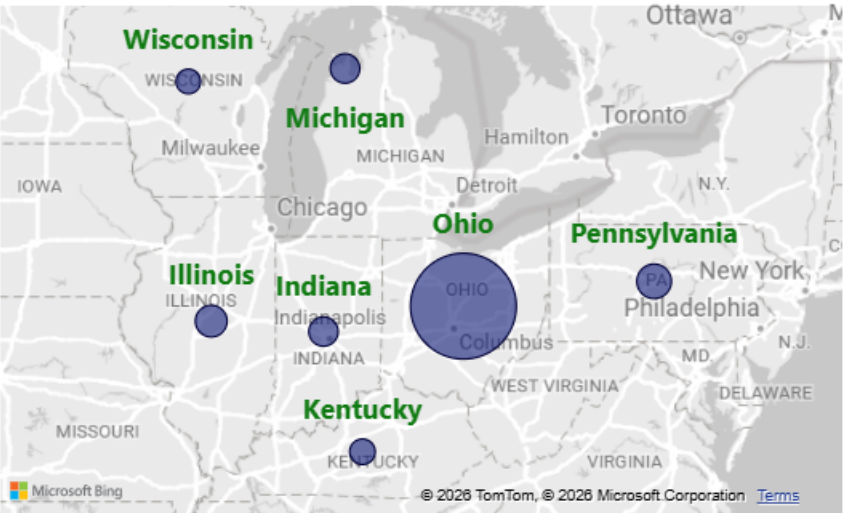 Ottawa
M
Wisconsin
WISCONSIN
Michigan
Toronto
Hamilton
Milwaukee
MICHIGAN
IOWA
Detroit
N.Y.
Chicago
Ohio
Pennsylvania
Illinois
Indiana
C
PA
New York
OHIO
ILLINOIS
Philadelphia
Indianapolis
Columbus
N.J.
INDIANA
MD.
WEST VIRGINIA
DELAWARE
Kentucky
MISSOURI
KENTUCKY
VIRGINIA
Microsoft Bing
© 2026 TomTom, © 2026 Microsoft Corporation Terms